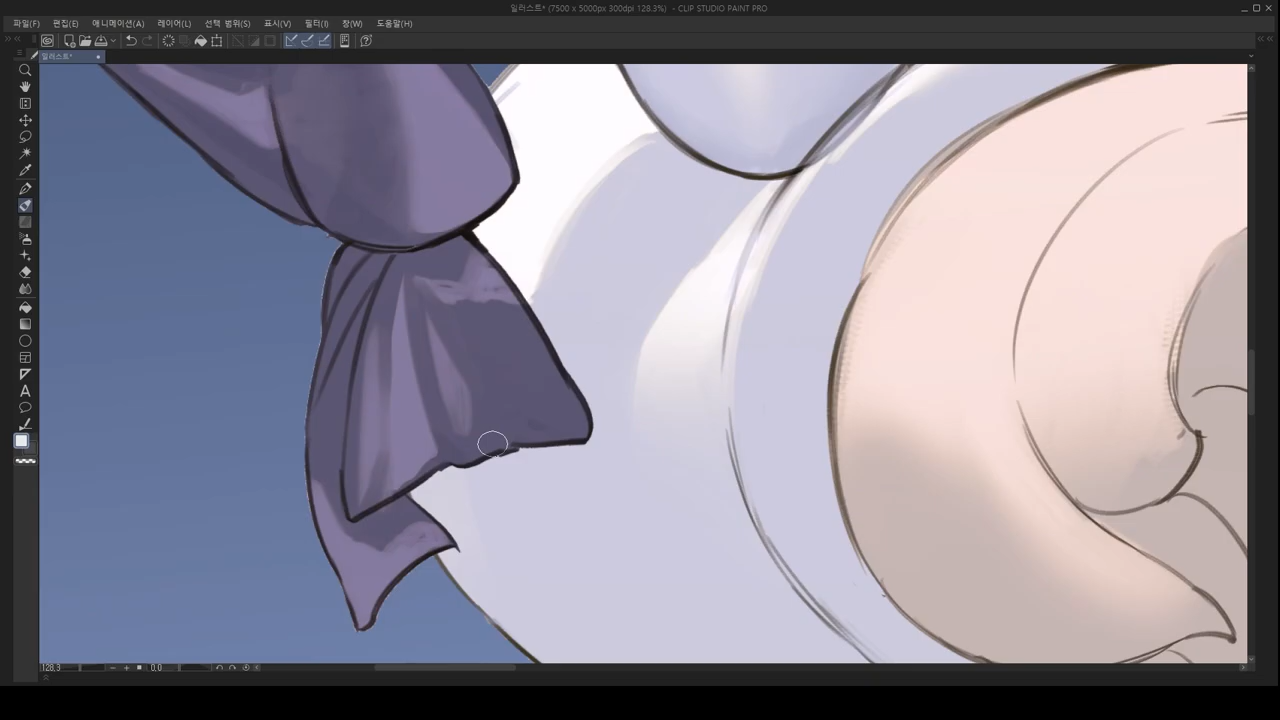 일러스트* (7500 x 5000px 300dpi 128.3%) - CLIP STUDIO PAINT PRO
파일(F) 편집(E) 애니메이션(A) 레이어(L) 선택 범위(S) 표시(V) 필터(I) 창(W) 도움말(H)
일러스트*
128.3 0.0